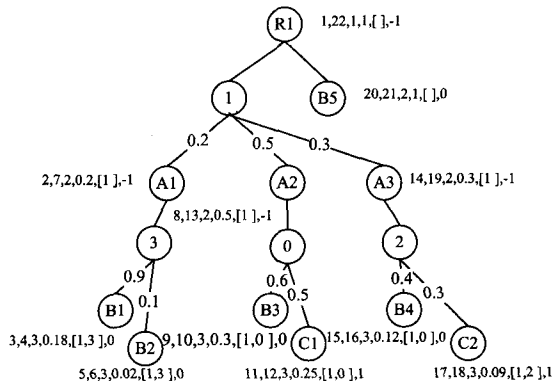 R1 1,22,1,1,[ ],-1
1 B5 20,21,2,1,[ ],0
0.2 0.5 0.3
2,7,2,0.2,[1 ],-1 A1 A2 A3 14,19,2,0.3,[1 ],-1
8,13,2,0.5,[1 ],-1
3 0 2
0.9 0.1 0.6 0.5 0.4 0.3
B1 B3 B4
3,4,3,0.18,[1,3 ],0 B2 9,10,3,0.3,[1,0 ],0 C1 15,16,3,0.12,[1,0 ],0 C2
5,6,3,0.02,[1,3 ],0 11,12,3,0.25,[1,0 ],1 17,18,3,0.09,[1,2 ],1